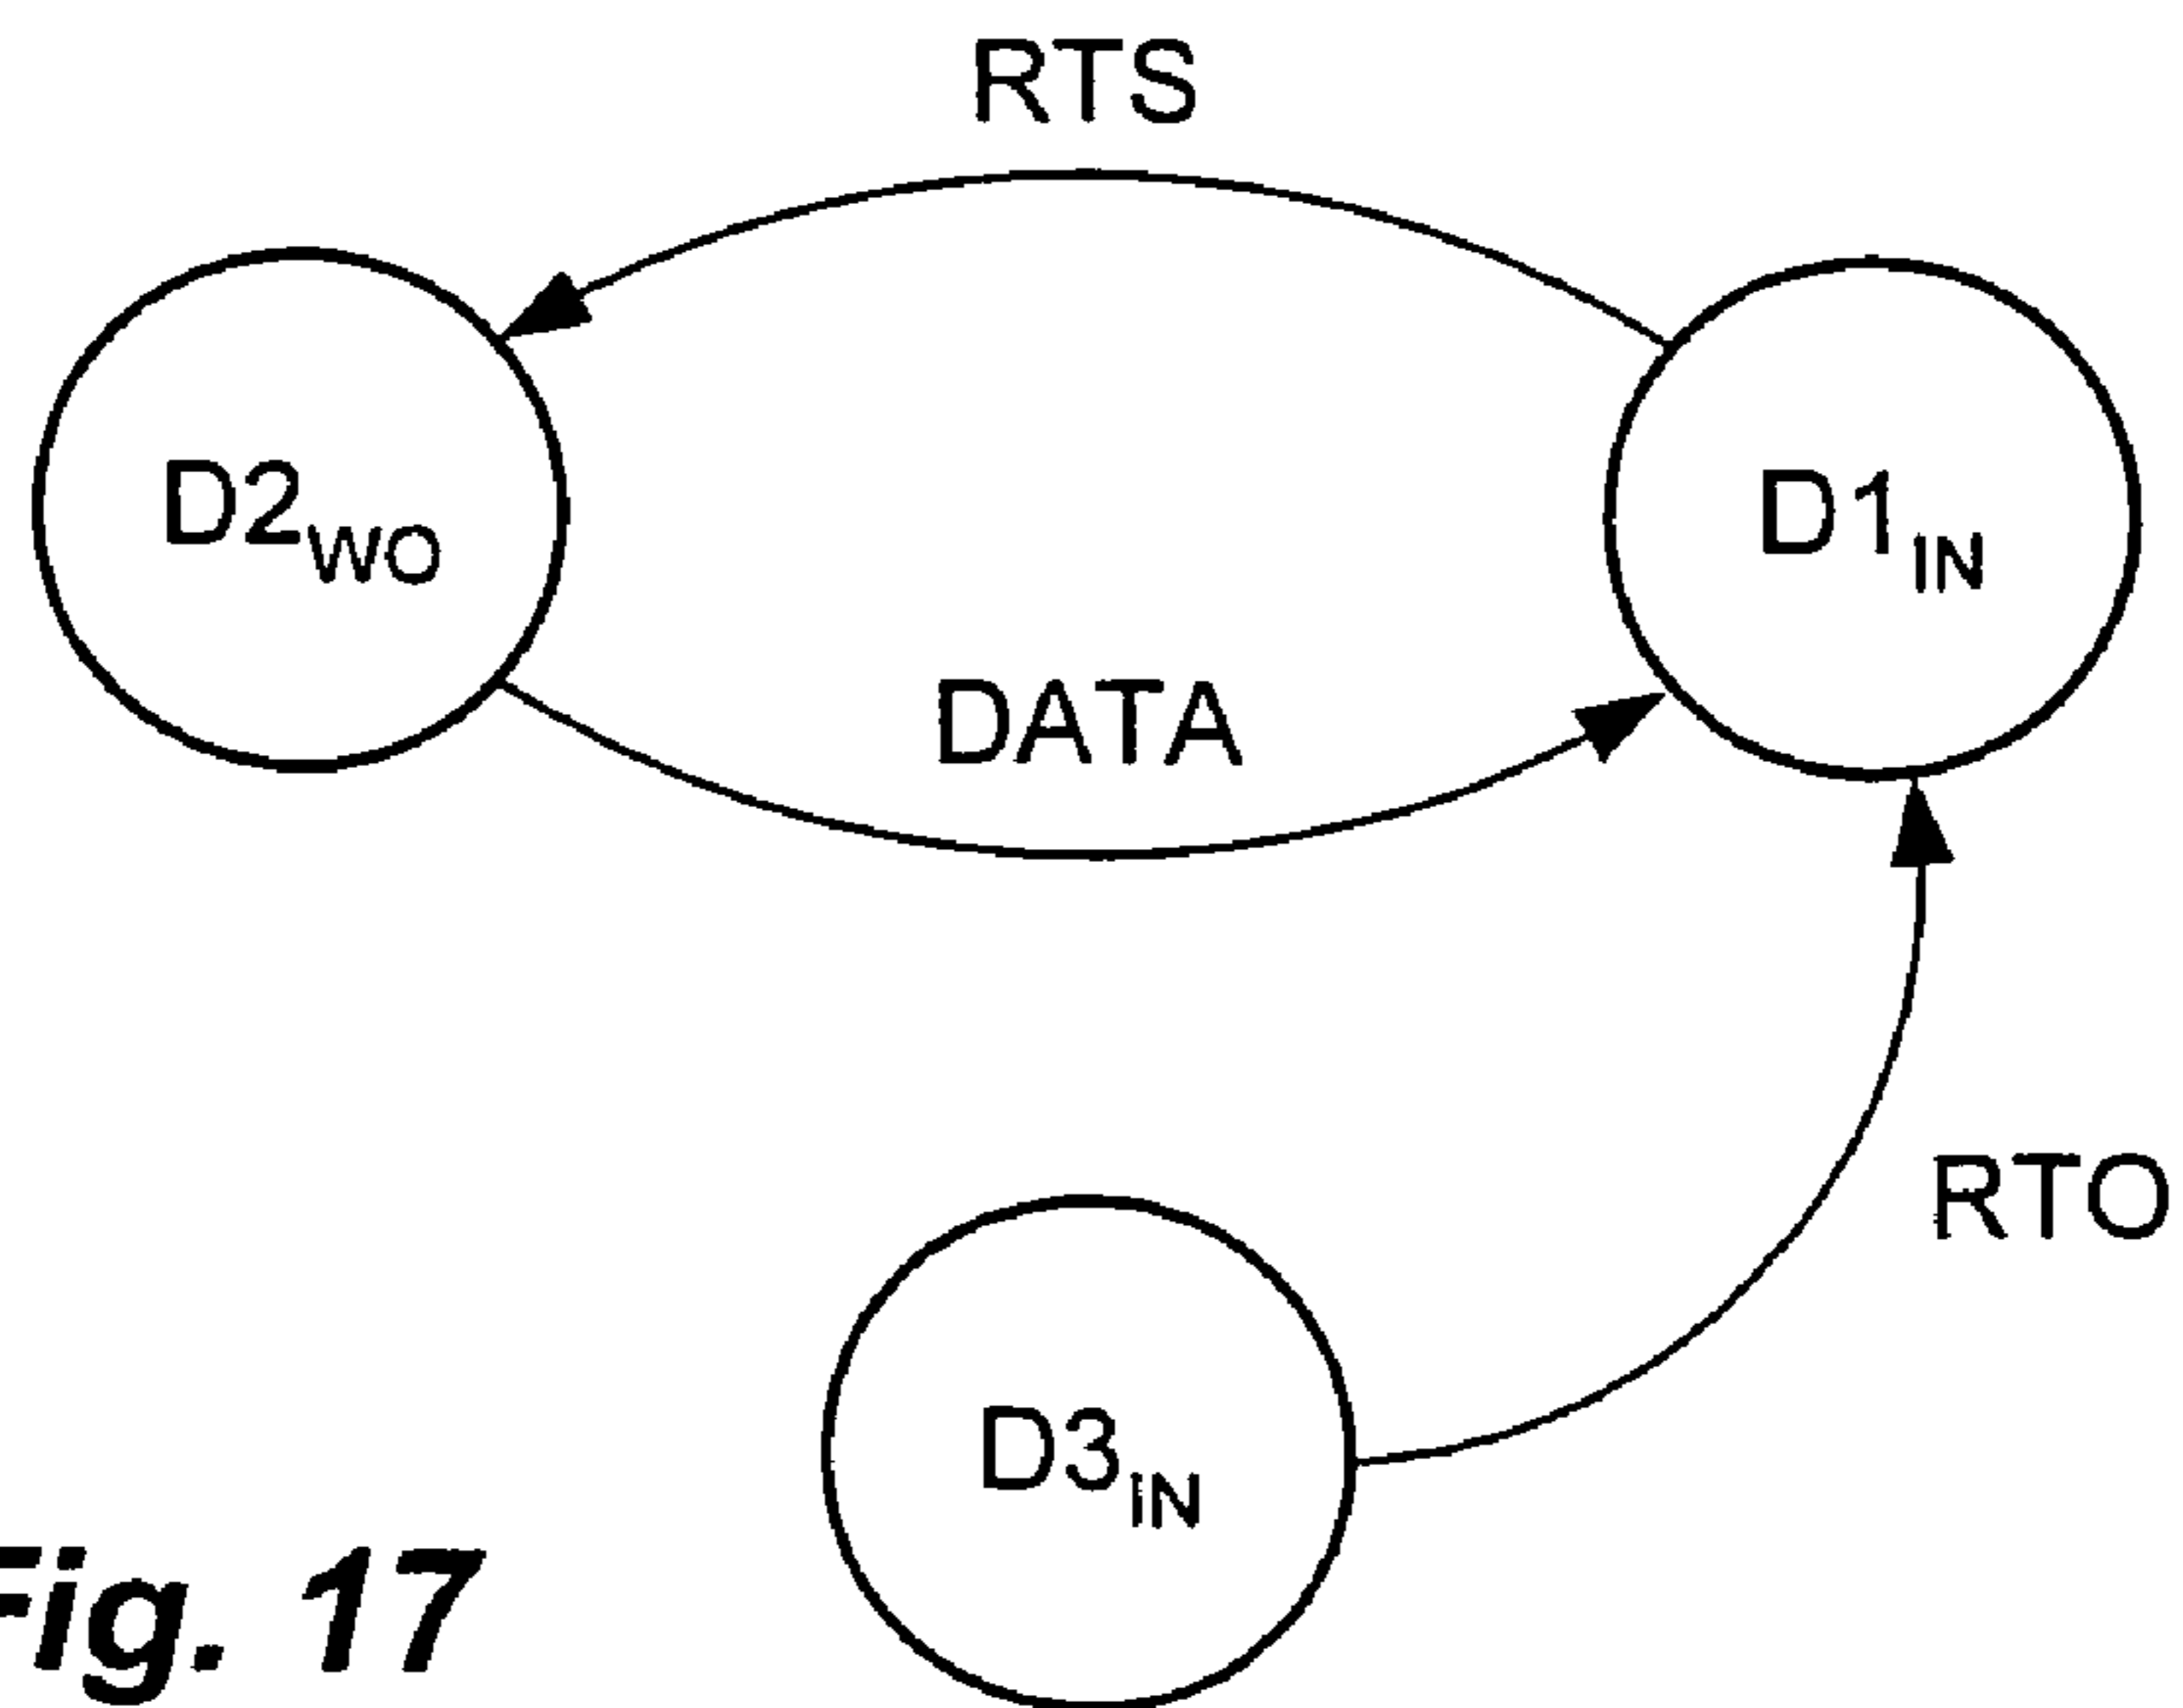 RTS
D2WO
D1IN
DATA
RTO
D3IN
Fig. 17